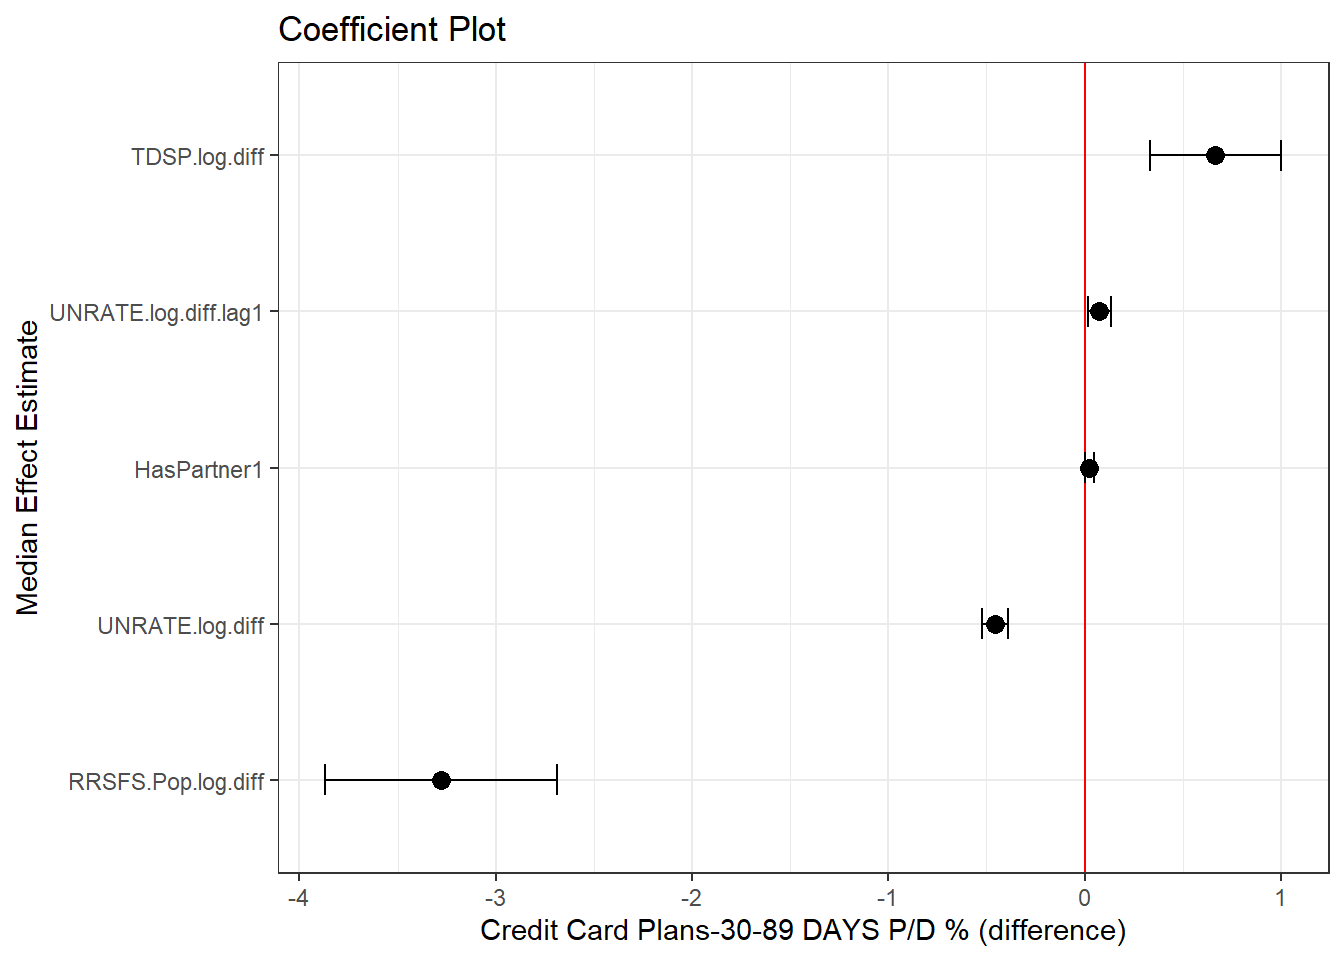 Coefficient Plot
Median Effect Estimate
TDSP.log.diff
UNRATE.log.diff.lag1
HasPartner1
UNRATE.log.diff
RRSFS.Pop.log.diff
-4 -3 -2 -1 0 1
Credit Card Plans-30-89 DAYS P/D % (difference)